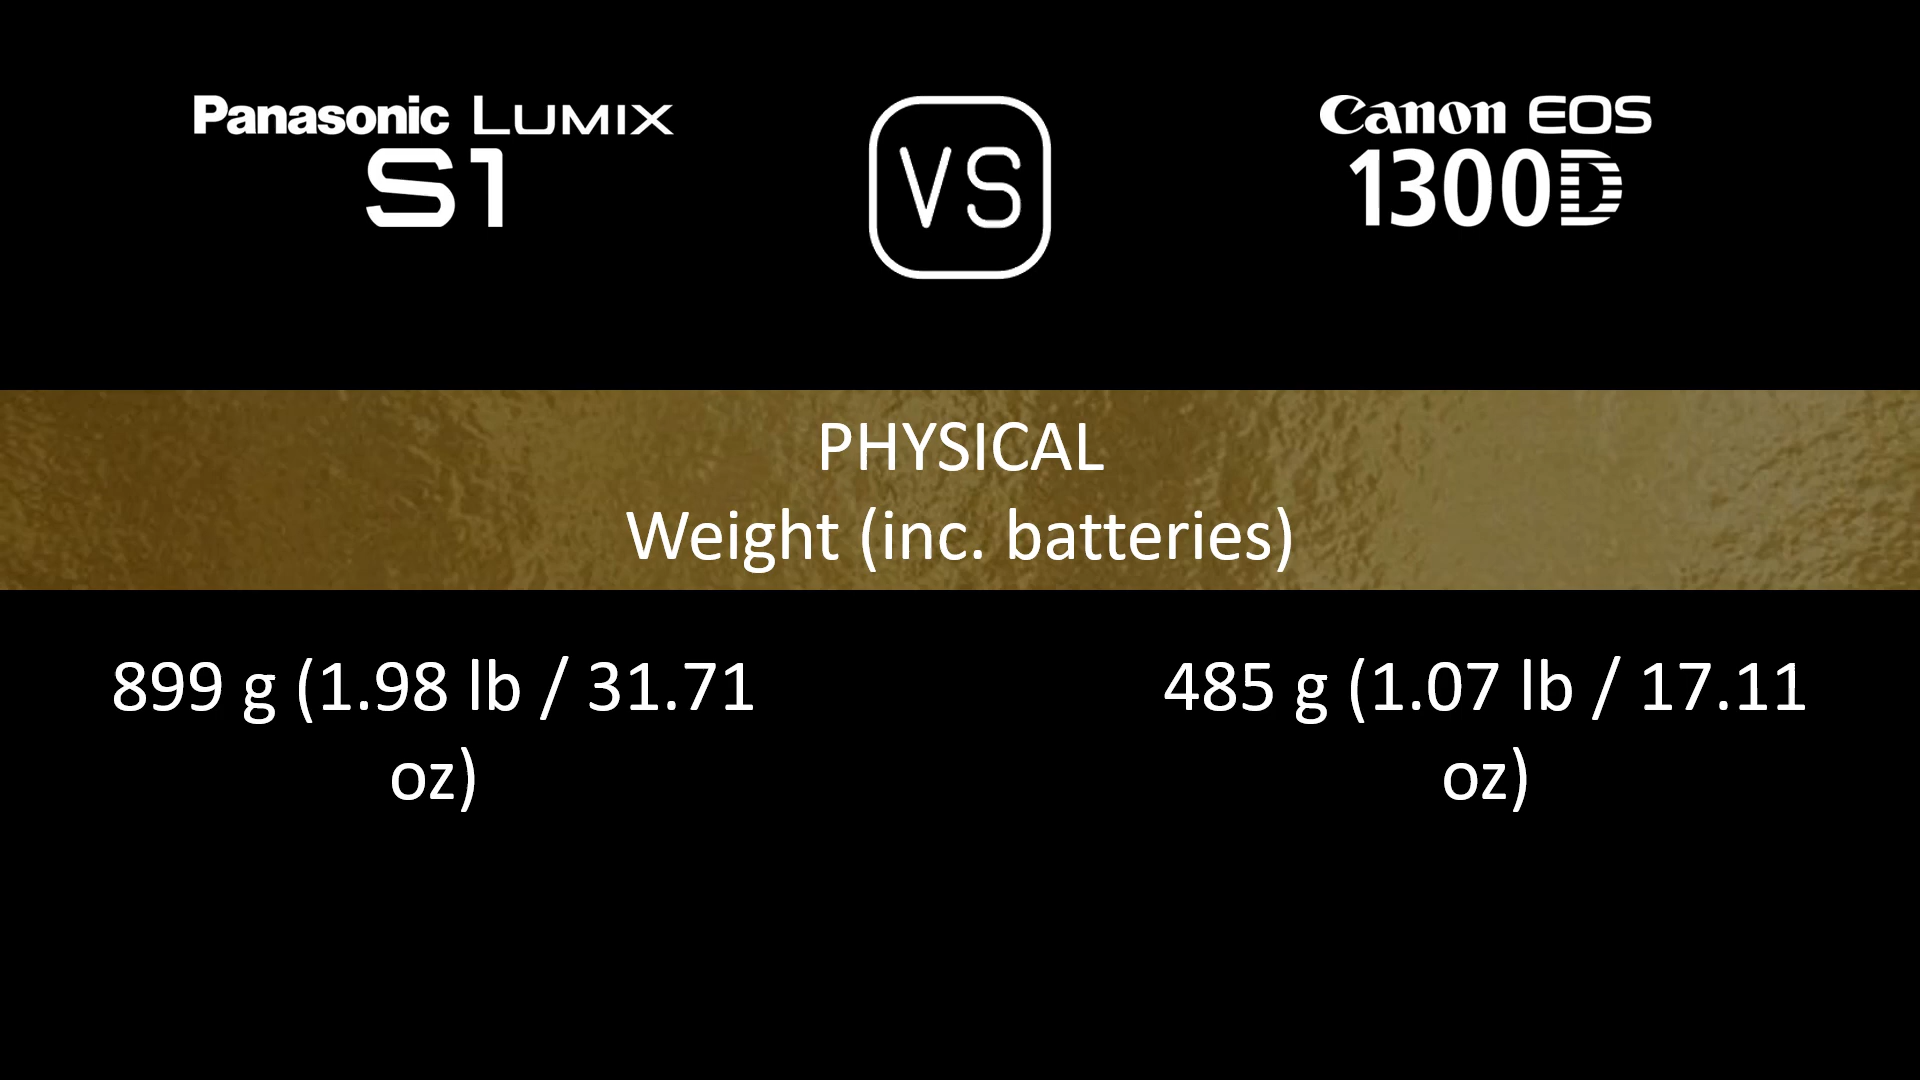 Panasonic LUMIX
S1
VS
Canon EOS
1300D
PHYSICAL
Weight (inc. batteries)
899 g (1.98 lb / 31.71
oz)
485 g (1.07 lb / 17.11
oz)